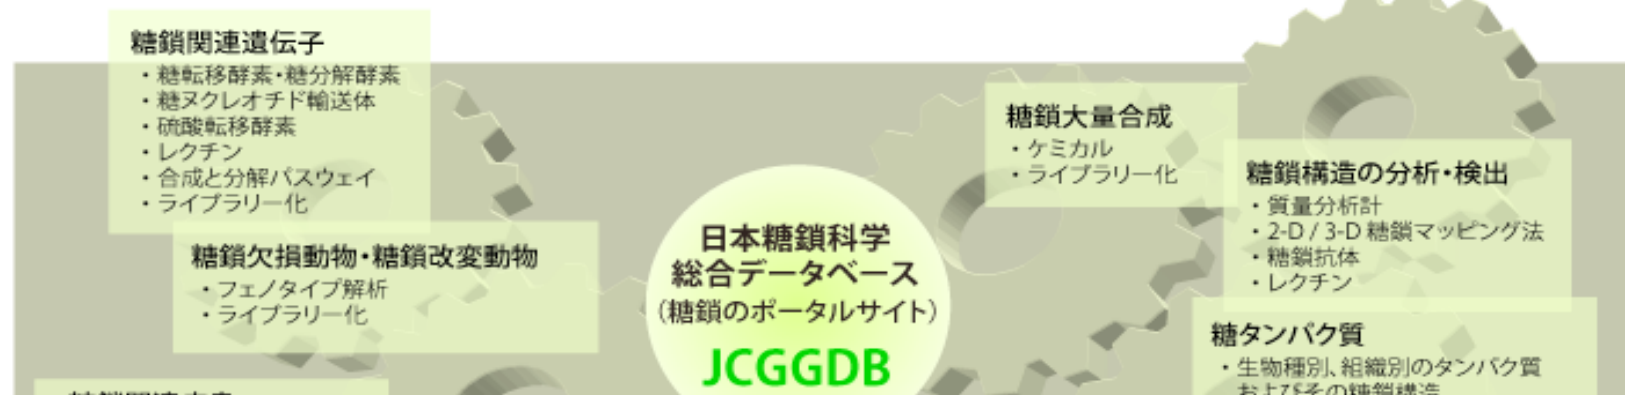 糖鎖関連遺伝子
・糖転移酵素・糖分解酵素
・糖ヌクレオチド輸送体
・硫酸転移酵素
・レクチン
・合成と分解パスウェイ
・ライブラリー化
糖鎖欠損動物・糖鎖改変動物
・フェノタイプ解析
・ライブラリー化
日本糖鎖科学
総合データベース
(糖鎖のポータルサイト)
JCGGDB
糖鎖大量合成
・ケミカル
・ライブラリー化
糖鎖構造の分析・検出
・質量分析計
・2-D / 3-D 糖鎖マッピング法
・糖鎖抗体
・レクチン
糖タンパク質
・生物種別、組織別のタンパク質
およびその糖鎖構造